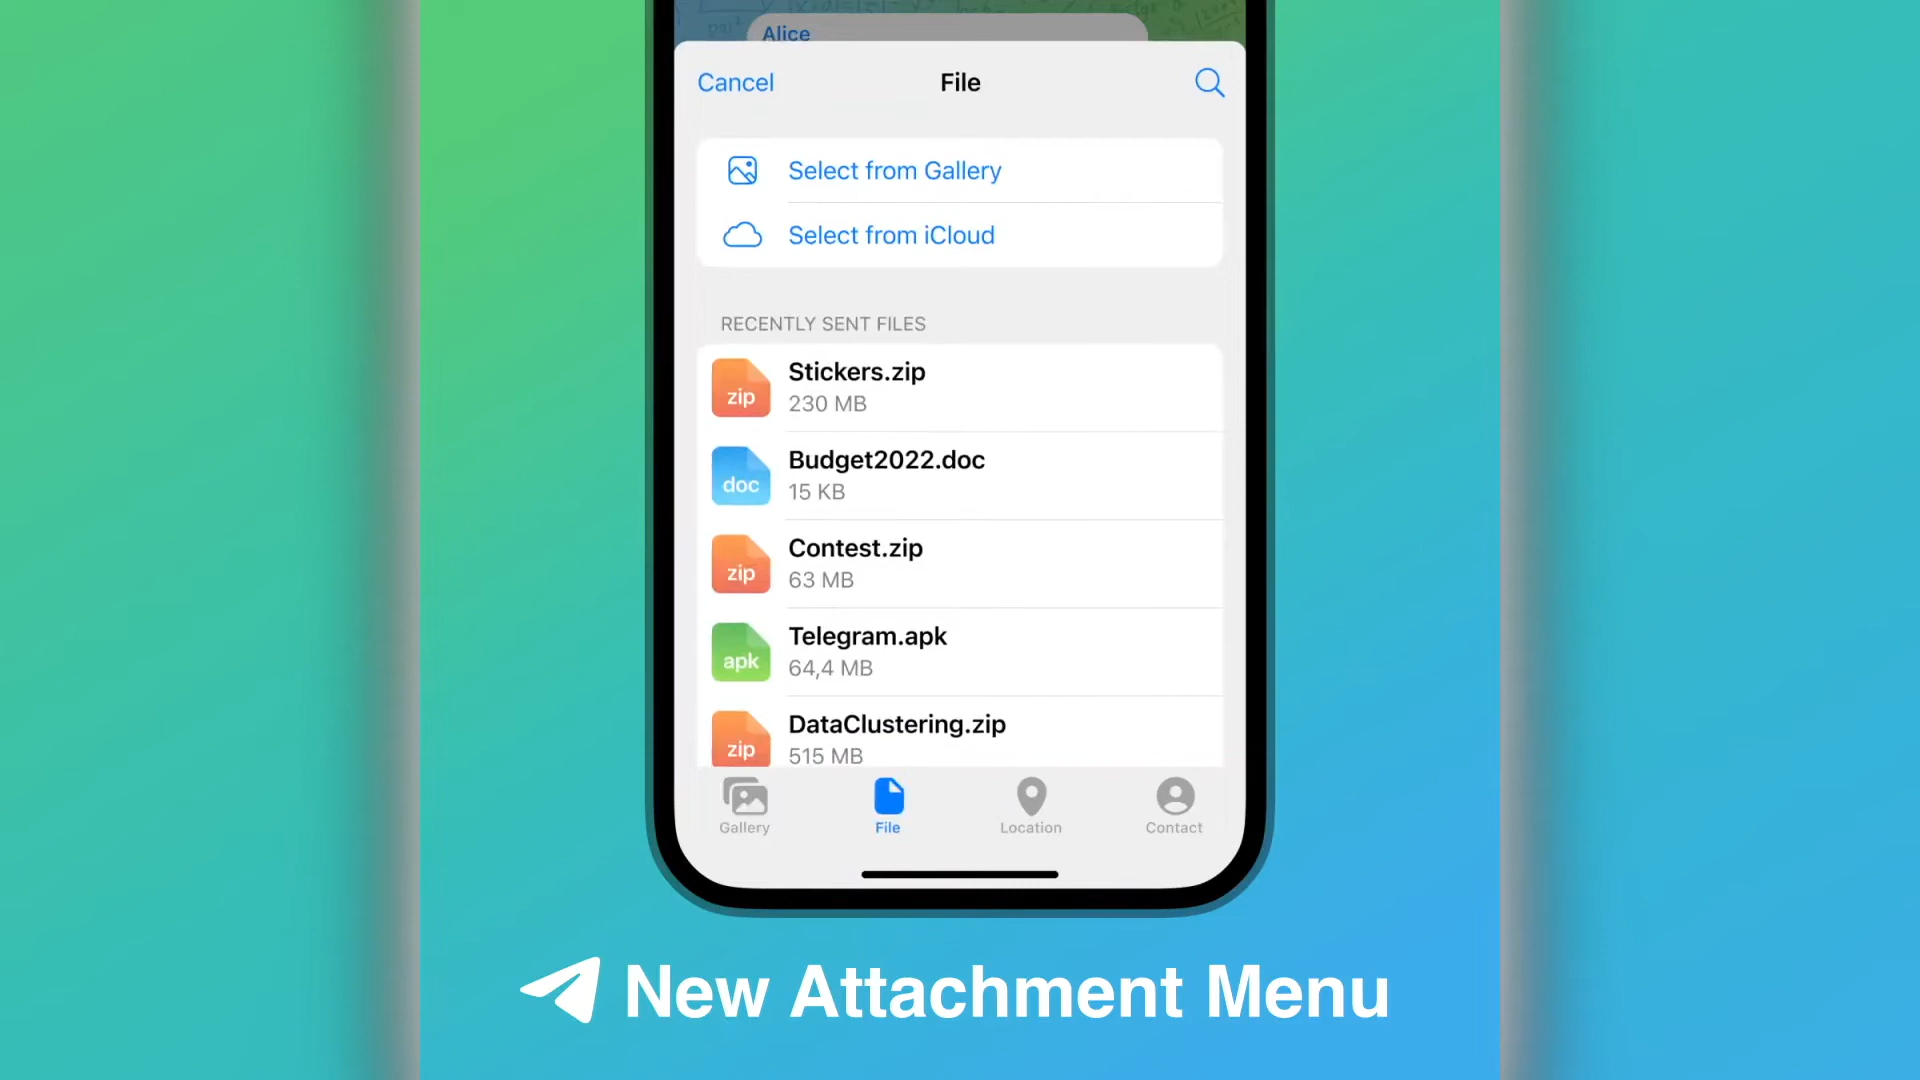 Alice
Cancel
File
Select from Gallery
Select from iCloud
RECENTLY SENT FILES
zip
Stickers.zip
230 MB
doc
Budget2022.doc
15 KB
zip
Contest.zip
63 MB
apk
Telegram.apk
64,4 MB
zip
DataClustering.zip
515 MB
Gallery
File
Location
Contact
New Attachment Menu